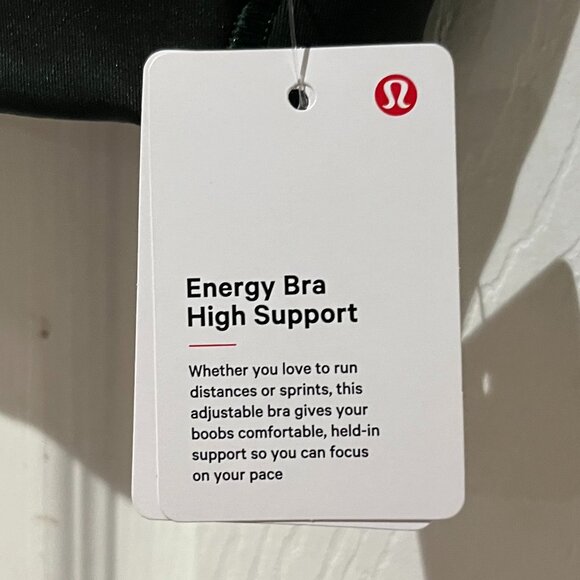 Energy Bra
High Support
Whether you love to run
distances or sprints, this
adjustable bra gives your
boobs comfortable, held-in
support so you can focus
on your pace